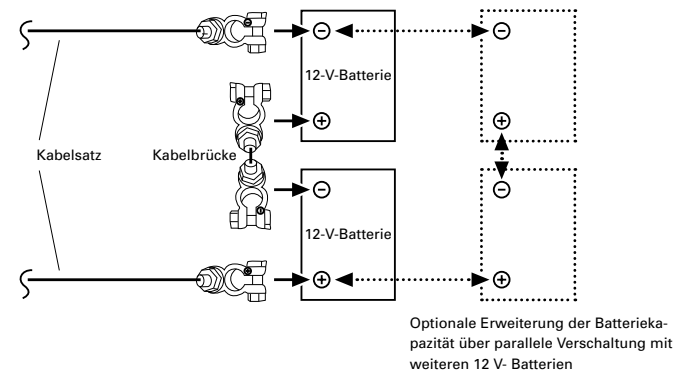 12-V-Batterie
Kabelsatz
Kabelbrücke
12-V-Batterie
Optionale Erweiterung der Batterieka-
pazität über parallele Verschaltung mit
weiteren 12 V- Batterien